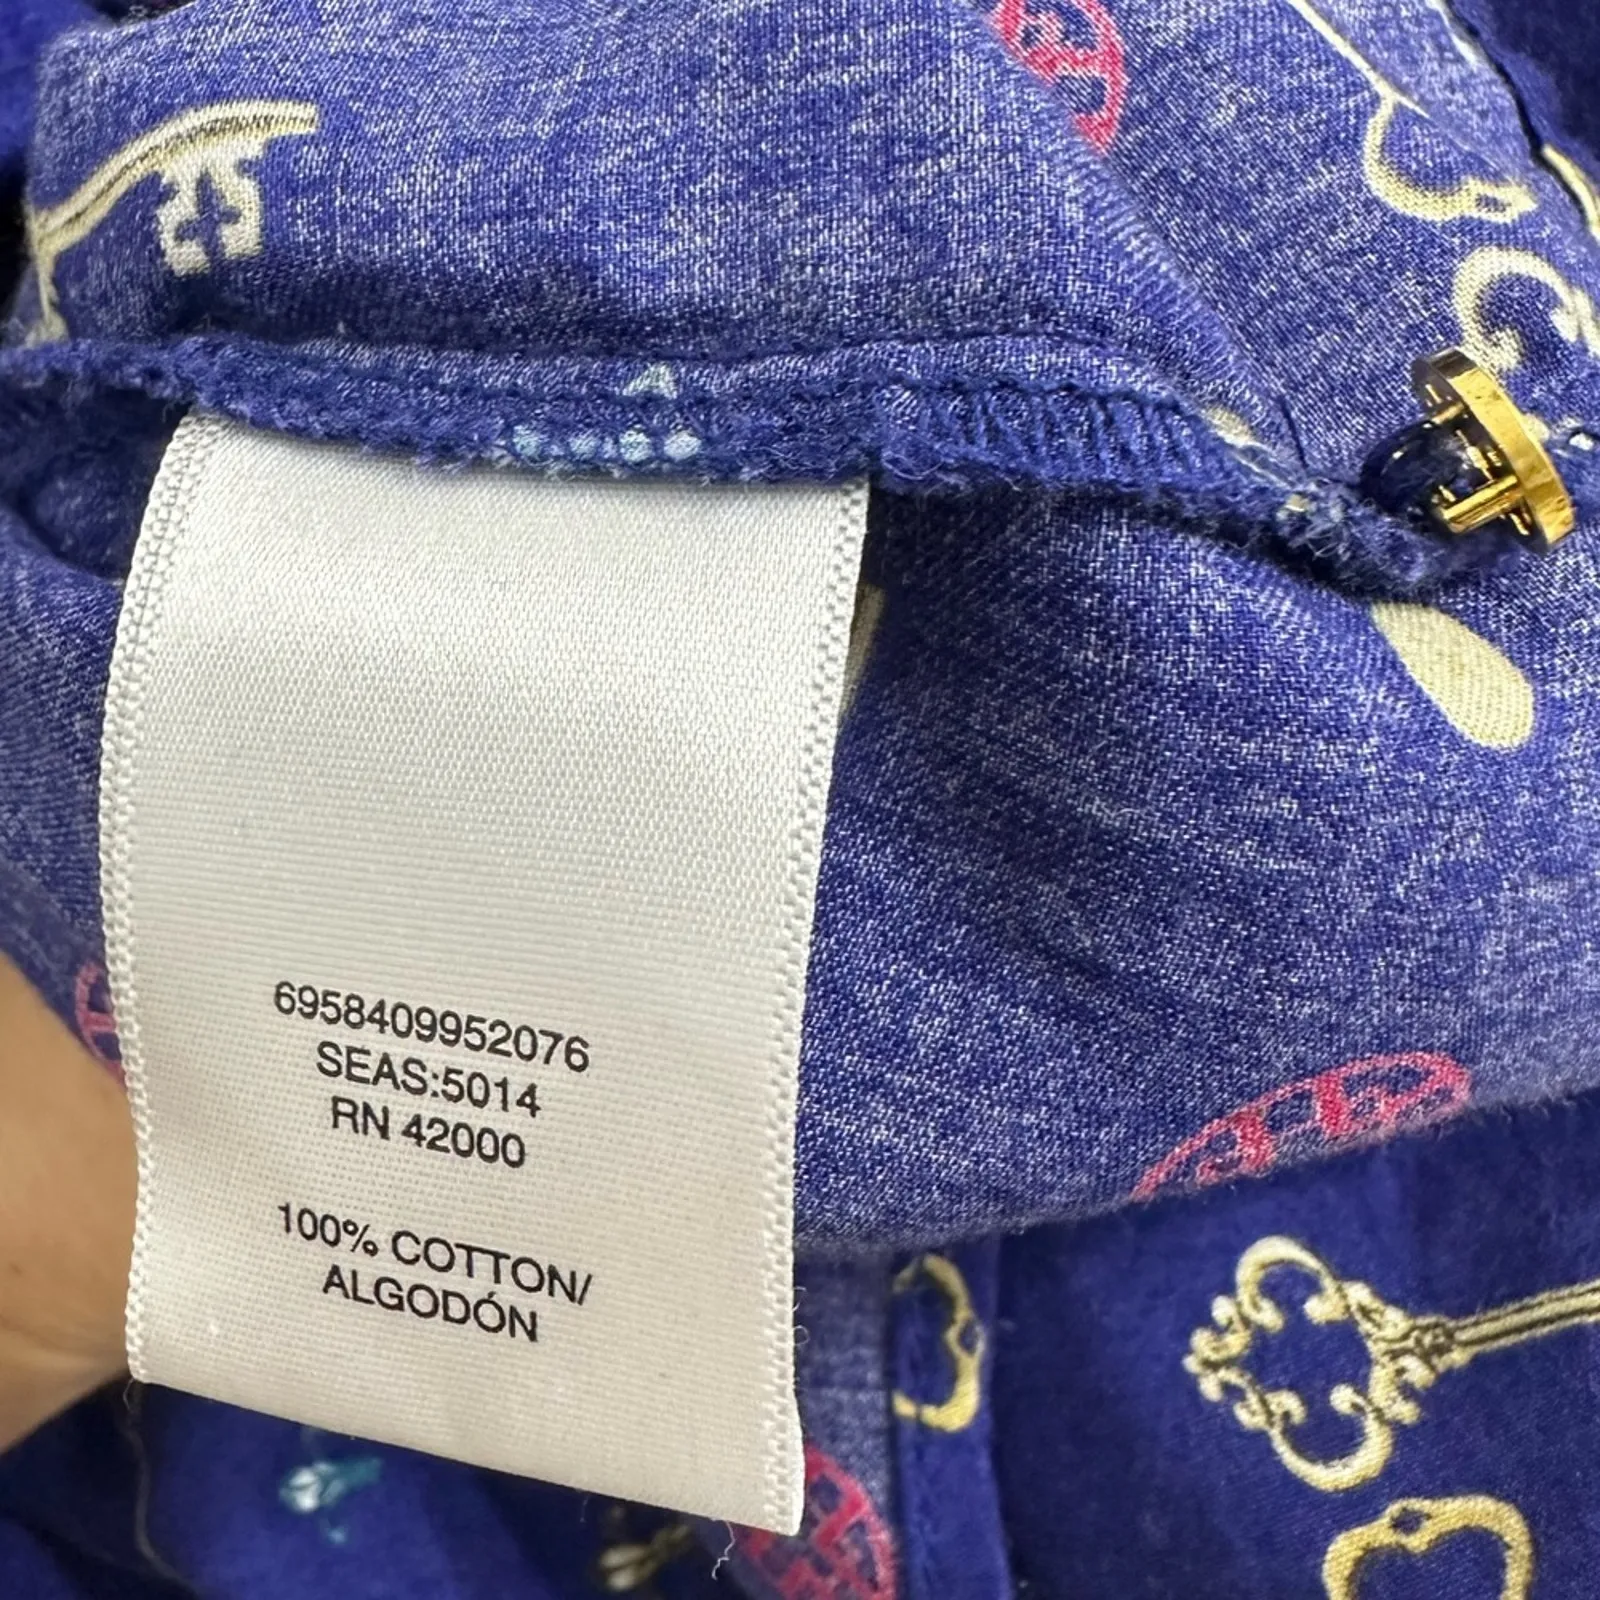 6958409952076
SEAS:5014
RN 42000
100% COTTON/
ALGODÓN